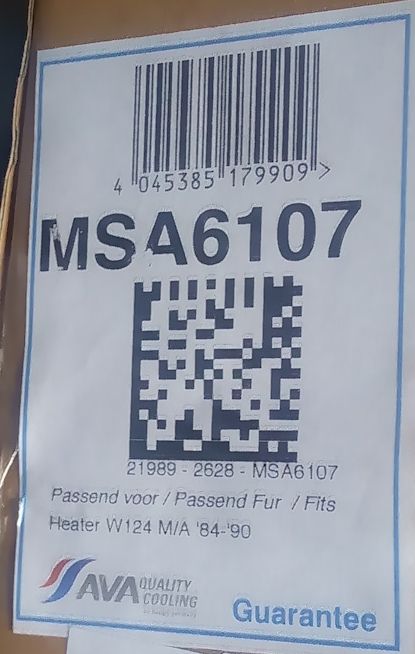 4 045385 179909 >
MSA6107
21989 - 2628 - MSA6107
Passend voor / Passend Fur / Fits
Heater W124 M/A '84-'90
AVA QUALITY
COOLING
Guarantee